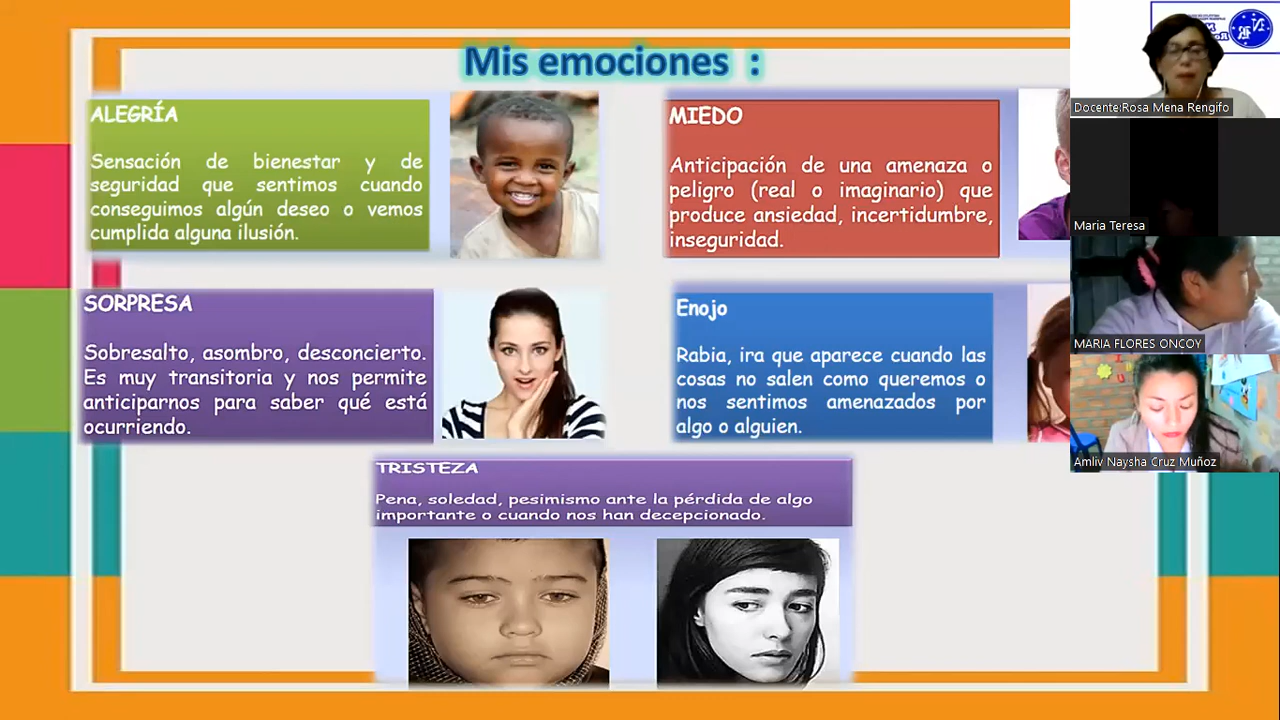 Mis emociones :
ALEGRÍA
Sensación de bienestar y de
seguridad que sentimos cuando
conseguimos algún deseo o vemos
cumplida alguna ilusión.
MIEDO
Anticipación de una amenaza o
peligro (real o imaginario) que
produce ansiedad, incertidumbre,
inseguridad.
SORPRESA
Sobresalto, asombro, desconcierto.
Es muy transitoria y nos permite
anticiparnos para saber qué está
ocurriendo.
Enojo
Rabia, ira que aparece cuando las
cosas no salen como queremos o
nos sentimos amenazados por
algo o alguien.
TRISTEZA
Pena, soledad, pesimismo ante la pérdida de algo
importante o cuando nos han decepcionado.
Docente:Rosa Mena Rengifo
Maria Teresa
MARIA FLORES ONCOY
Amliv Naysha Cruz Muñoz